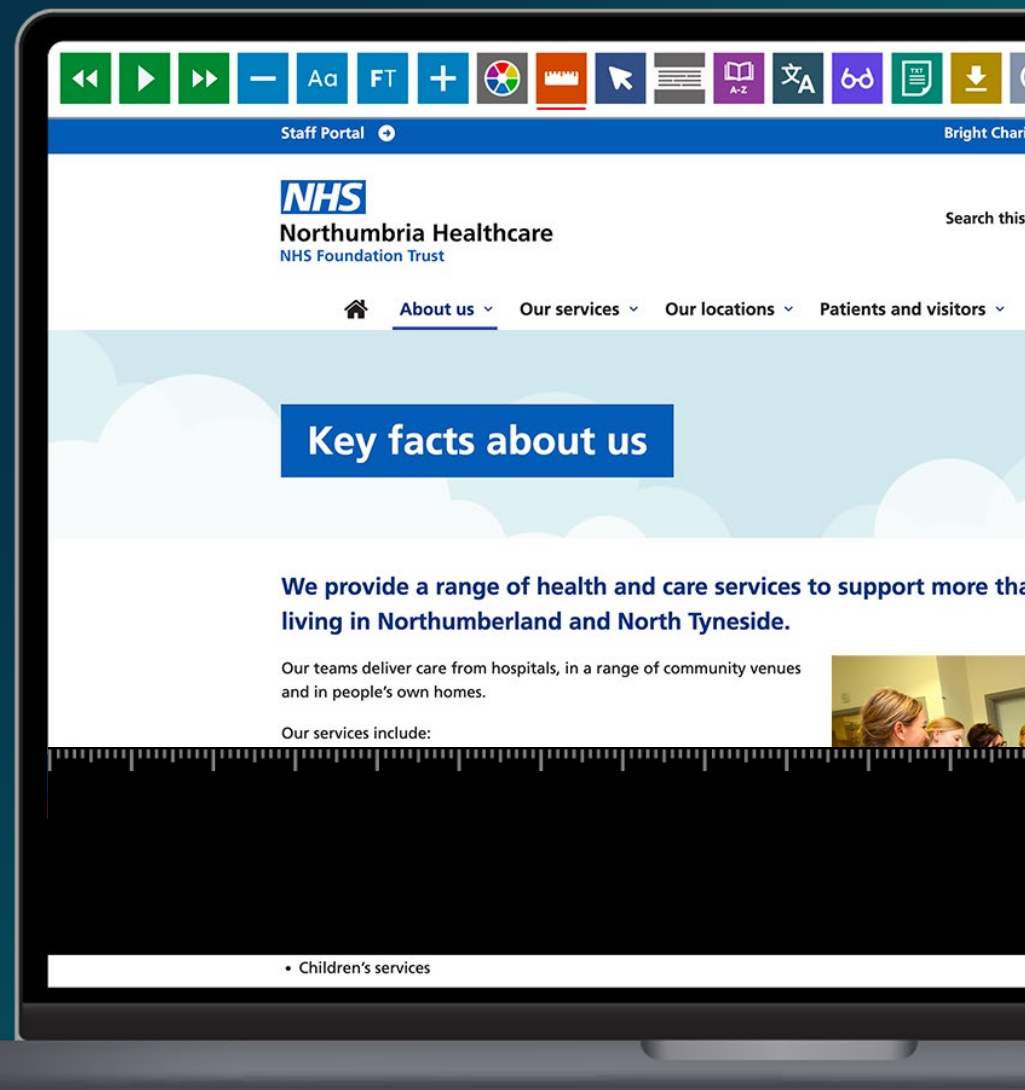 Aa
FT
A-Z
文A
TXT
Staff Portal
Bright Chari
NHS
Northumbria Healthcare
NHS Foundation Trust
Search this
About us
Our services
Our locations
Patients and visitors
Key facts about us
We provide a range of health and care services to support more tha
living in Northumberland and North Tyneside.
Our teams deliver care from hospitals, in a range of community venues
and in people’s own homes.
Our services include:
• Children’s services